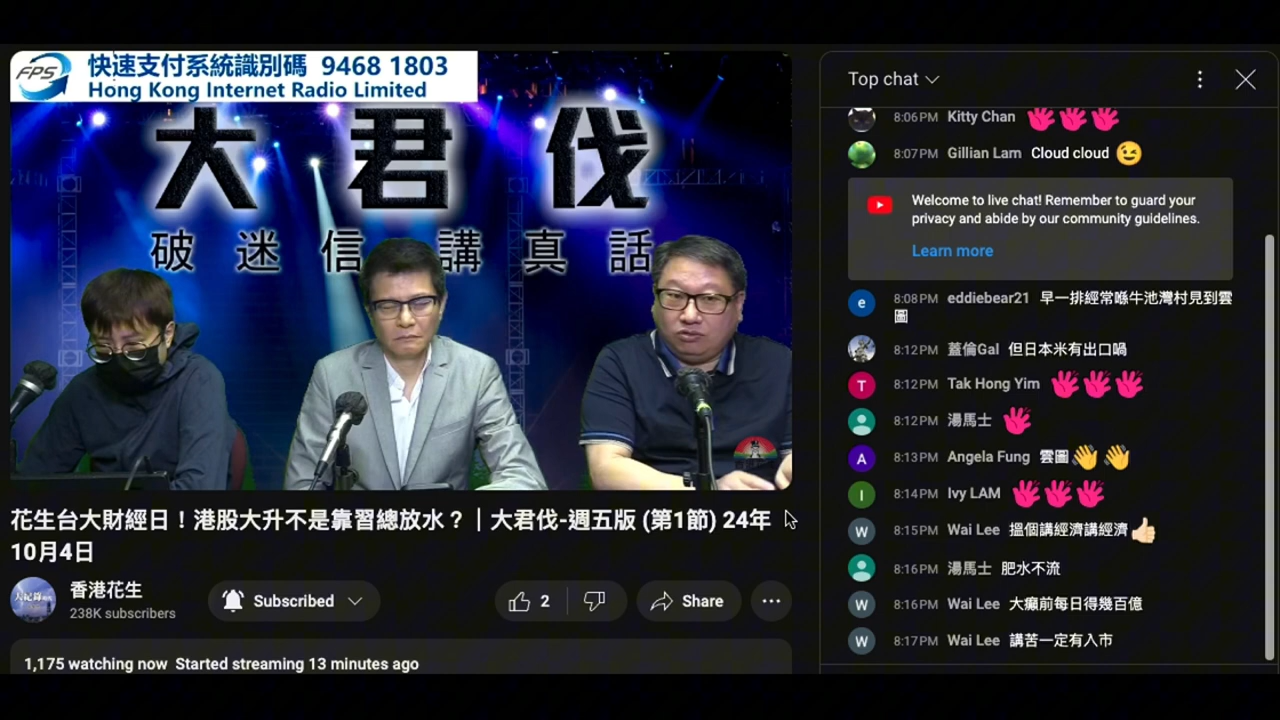 FPS
快速支付系統識別碼 9468 1803
Hong Kong Internet Radio Limited
大君伐
破迷信講真話
花生台大財經日！港股大升不是靠習總放水？｜大君伐-週五版 (第1節) 24年
10月4日
香港花生
238K subscribers
Subscribed
2
Share
1,175 watching now Started streaming 13 minutes ago
Top chat
8:06PM Kitty Chan
8:07PM Gillian Lam Cloud cloud 😉
Welcome to live chat! Remember to guard your
privacy and abide by our community guidelines.
Learn more
e
8:08PM eddiebear21 早一排經常喺牛池灣村見到雲
圖
8:12PM 蓋倫Gal 但日本米有出口喎
T
8:12PM Tak Hong Yim
8:12PM 湯馬士
A
8:13PM Angela Fung 雲圖👋👋
I
8:14PM Ivy LAM
W
8:15PM Wai Lee 搵個講經濟講經濟👍🏻
8:16PM 湯馬士 肥水不流
W
8:16PM Wai Lee 大癲前每日得幾百億
W
8:17PM Wai Lee 講苦一定有入市